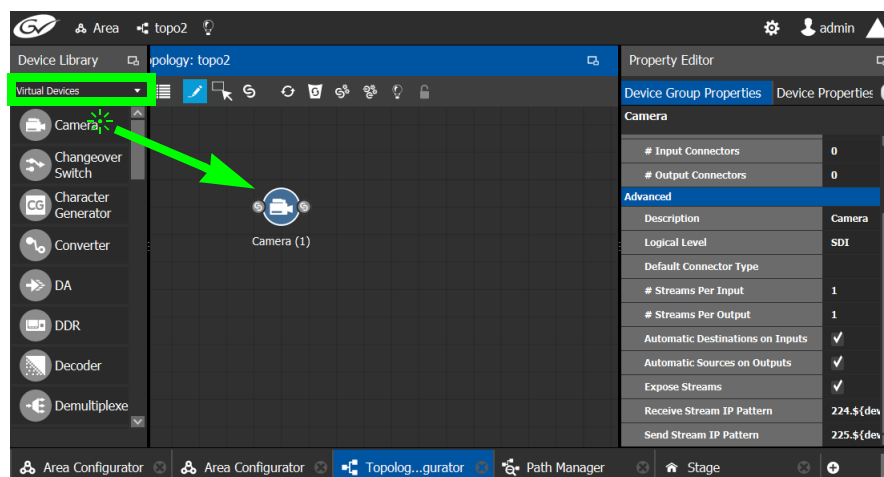 GV Area topo2 admin
Device Library
pology: topo2
Property Editor
Virtual Devices
Device Group Properties Device Properties
Camera
Camera
Changeover
Switch
CG Character
Generator
Converter
DA
DDR
Decoder
Demultiplexe
Camera (1)
# Input Connectors 0
# Output Connectors 0
Advanced
Description Camera
Logical Level SDI
Default Connector Type
# Streams Per Input 1
# Streams Per Output 1
Automatic Destinations on Inputs
Automatic Sources on Outputs
Expose Streams
Receive Stream IP Pattern 224.${dev
Send Stream IP Pattern 225.${dev
Area Configurator Area Configurator Topolog...gurator Path Manager Stage